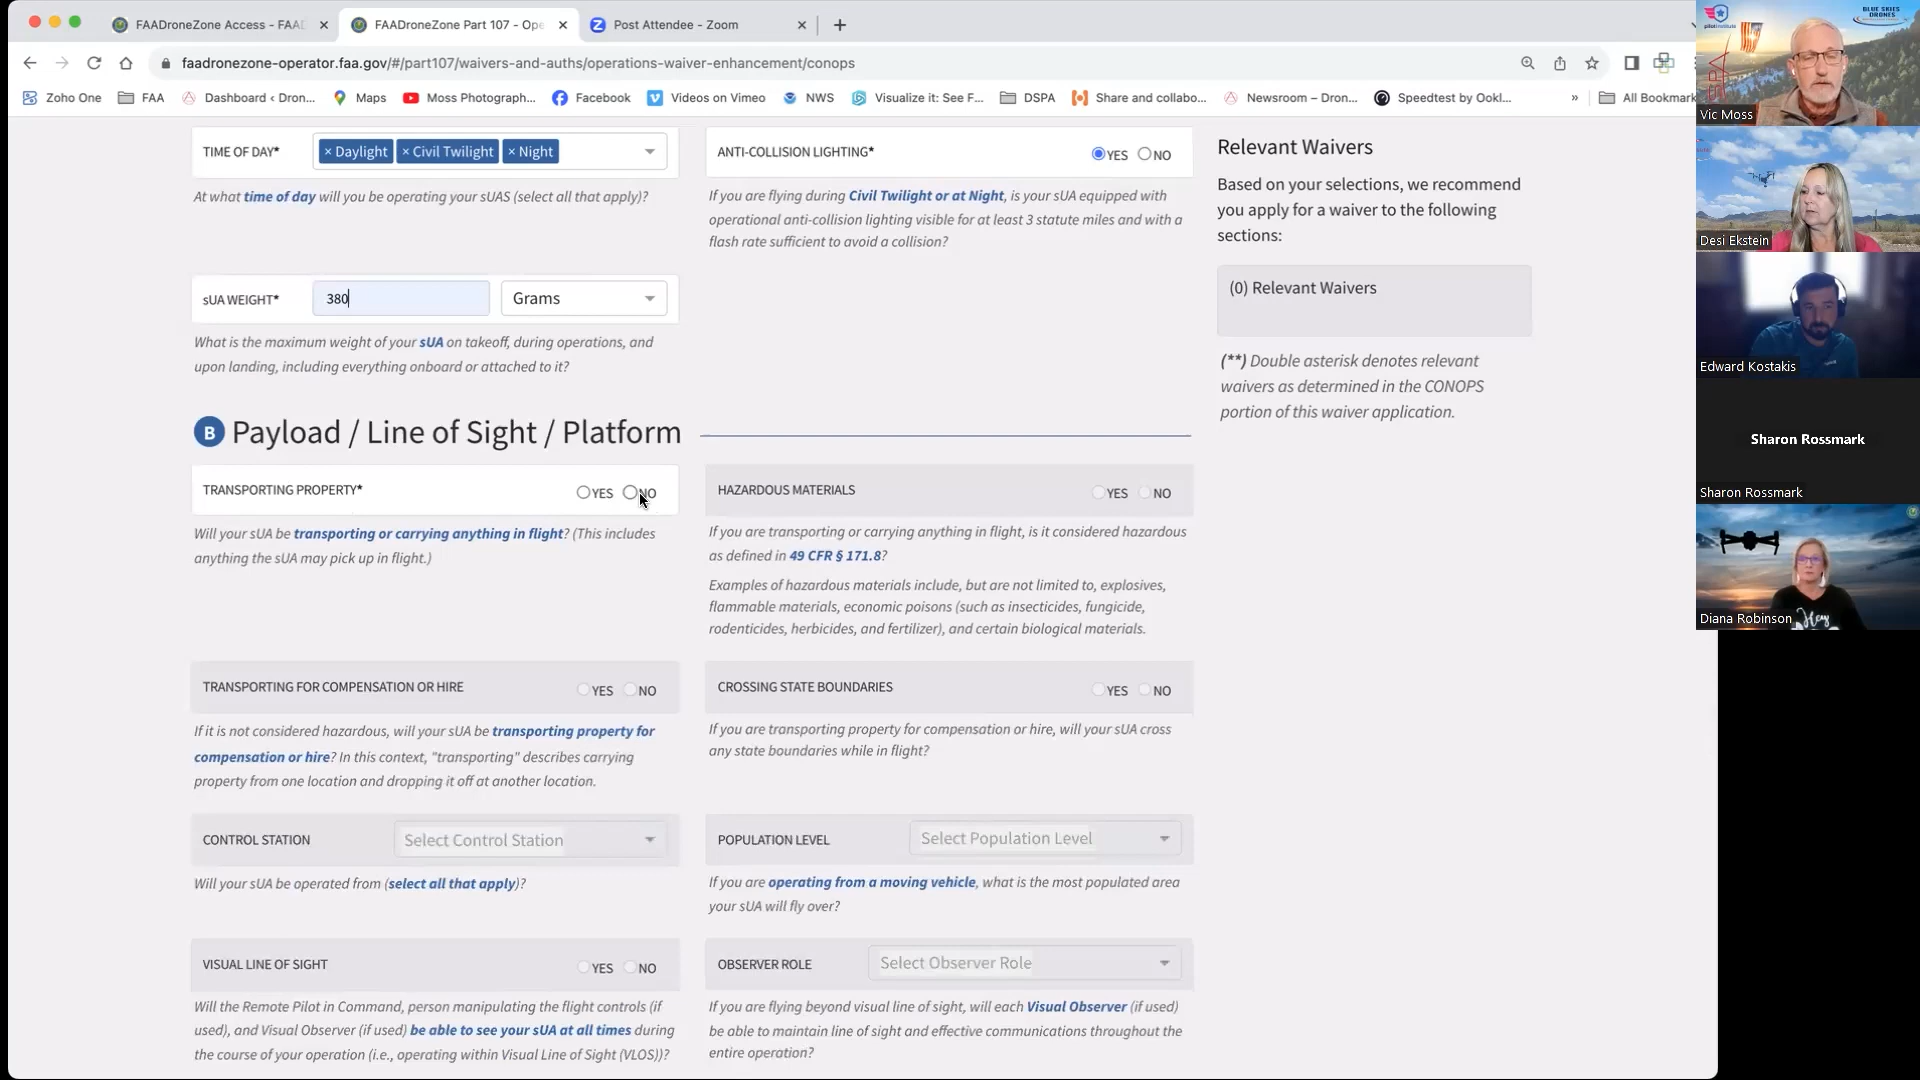 FAADroneZone Access - FAAD
FAADroneZone Part 107 - Ope
Post Attendee - Zoom
faadronezone-operator.faa.gov/#/part107/waivers-and-auths/operations-waiver-enhancement/conops
Zoho One
FAA
Dashboard ‹ Dron...
Maps
Moss Photograph...
Facebook
Videos on Vimeo
NWS
Visualize it: See F...
DSPA
Share and collabo...
Newsroom – Dron...
Speedtest by Ookl...
»
All Bookmark
TIME OF DAY*
× Daylight × Civil Twilight × Night
At what time of day will you be operating your sUAS (select all that apply)?
ANTI-COLLISION LIGHTING*
YES NO
If you are flying during Civil Twilight or at Night, is your sUA equipped with
operational anti-collision lighting visible for at least 3 statute miles and with a
flash rate sufficient to avoid a collision?
sUA WEIGHT*
380
Grams
What is the maximum weight of your sUA on takeoff, during operations, and
upon landing, including everything onboard or attached to it?
B Payload / Line of Sight / Platform
TRANSPORTING PROPERTY*
YES NO
Will your sUA be transporting or carrying anything in flight? (This includes
anything the sUA may pick up in flight.)
HAZARDOUS MATERIALS
YES NO
If you are transporting or carrying anything in flight, is it considered hazardous
as defined in 49 CFR § 171.8?
Examples of hazardous materials include, but are not limited to, explosives,
flammable materials, economic poisons (such as insecticides, fungicide,
rodenticides, herbicides, and fertilizer), and certain biological materials.
TRANSPORTING FOR COMPENSATION OR HIRE
YES NO
If it is not considered hazardous, will your sUA be transporting property for
compensation or hire? In this context, "transporting" describes carrying
property from one location and dropping it off at another location.
CROSSING STATE BOUNDARIES
YES NO
If you are transporting property for compensation or hire, will your sUA cross
any state boundaries while in flight?
CONTROL STATION
Select Control Station
Will your sUA be operated from (select all that apply)?
POPULATION LEVEL
Select Population Level
If you are operating from a moving vehicle, what is the most populated area
your sUA will fly over?
VISUAL LINE OF SIGHT
YES NO
Will the Remote Pilot in Command, person manipulating the flight controls (if
used), and Visual Observer (if used) be able to see your sUA at all times during
the course of your operation (i.e., operating within Visual Line of Sight (VLOS))?
OBSERVER ROLE
Select Observer Role
If you are flying beyond visual line of sight, will each Visual Observer (if used)
be able to maintain line of sight and effective communications throughout the
entire operation?
Relevant Waivers
Based on your selections, we recommend
you apply for a waiver to the following
sections:
(0) Relevant Waivers
(**) Double asterisk denotes relevant
waivers as determined in the CONOPS
portion of this waiver application.
BLUE SKIES
DRONES
Vic Moss
Desi Ekstein
Edward Kostakis
Sharon Rossmark
Sharon Rossmark
Hey
Diana Robinson